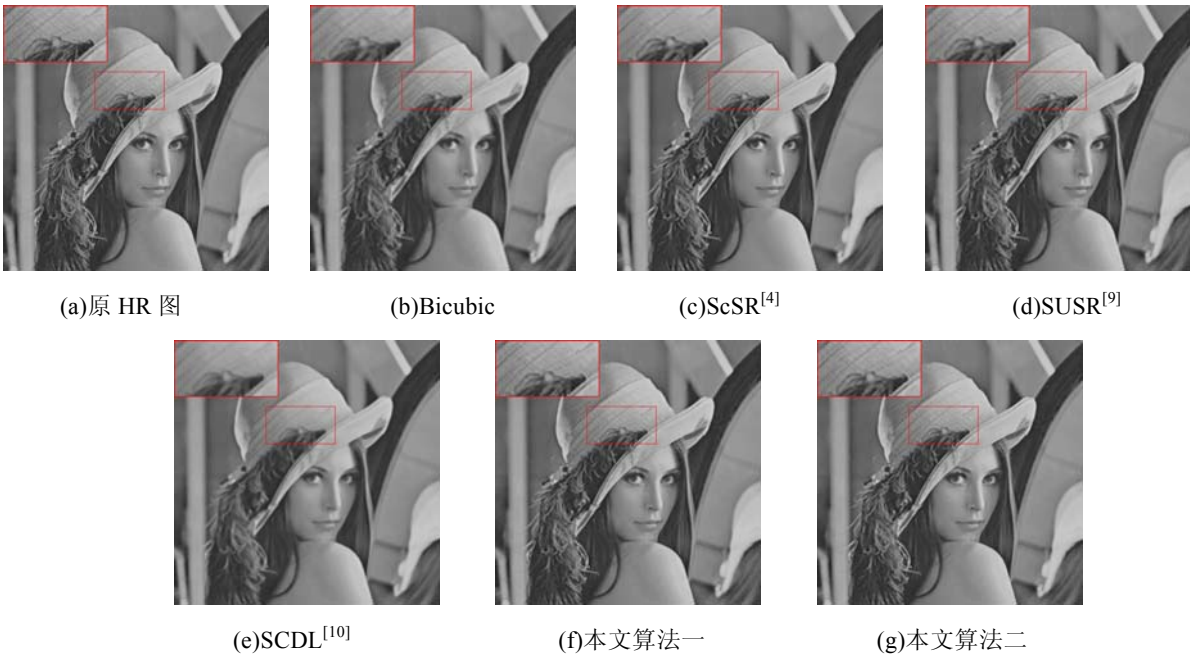 (a)原 HR 图
(b)Bicubic
(c)ScSR[4]
(d)SUSR[9]
(e)SCDL[10]
(f)本文算法一
(g)本文算法二